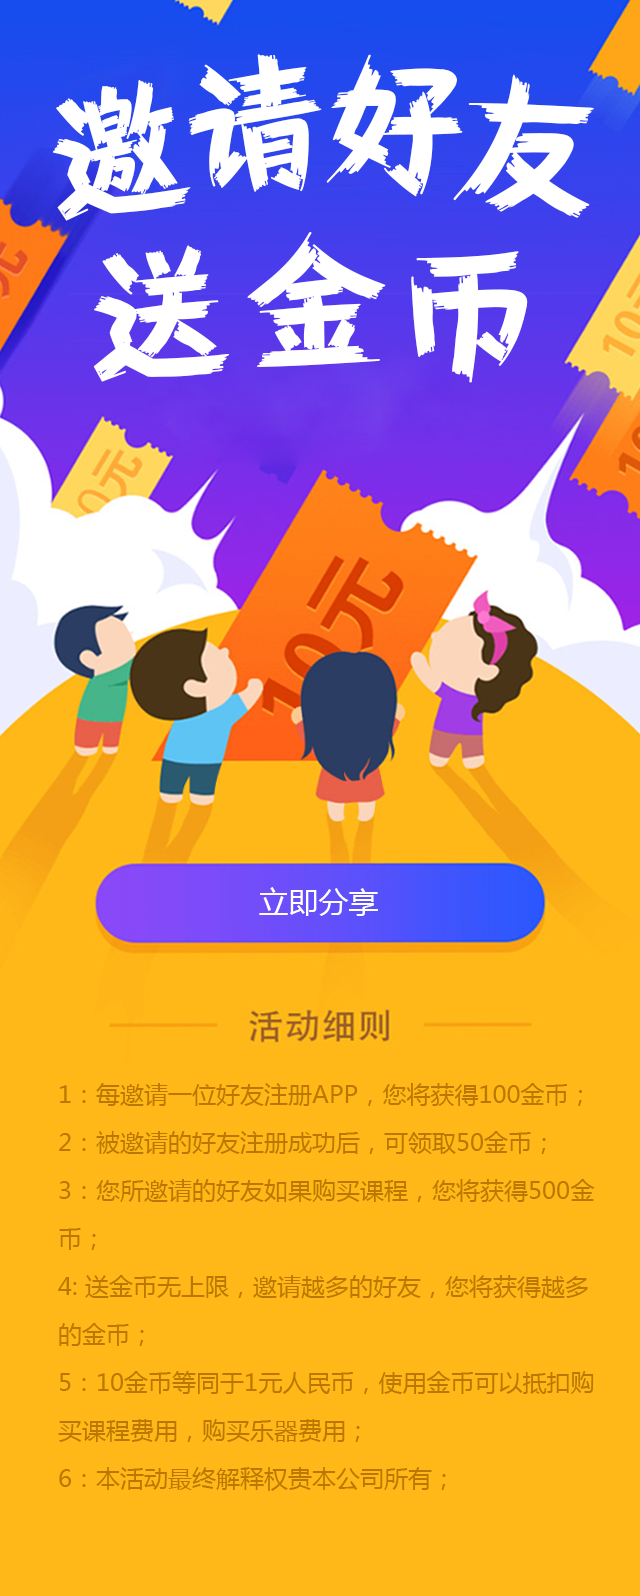 邀请好友
送金币
元
10元
10
0元
10元
立即分享
活动细则
1：每邀请一位好友注册APP，您将获得100金币；
2：被邀请的好友注册成功后，可领取50金币；
3：您所邀请的好友如果购买课程，您将获得500金
币；
4: 送金币无上限，邀请越多的好友，您将获得越多
的金币；
5：10金币等同于1元人民币，使用金币可以抵扣购
买课程费用，购买乐器费用；
6：本活动最终解释权贵本公司所有；